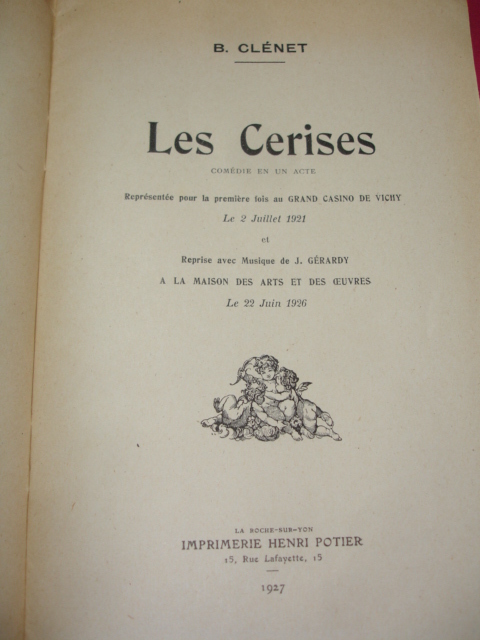 B. CLÉNET
Les Cerises
COMÉDIE EN UN ACTE
Représentée pour la première fois au GRAND CASINO DE VICHY
Le 2 Juillet 1921
et
Reprise avec Musique de J. GÉRARDY
A LA MAISON DES ARTS ET DES ŒUVRES
Le 22 Juin 1926
LA ROCHE-SUR-YON
IMPRIMERIE HENRI POTIER
15, Rue Lafayette, 15
1927